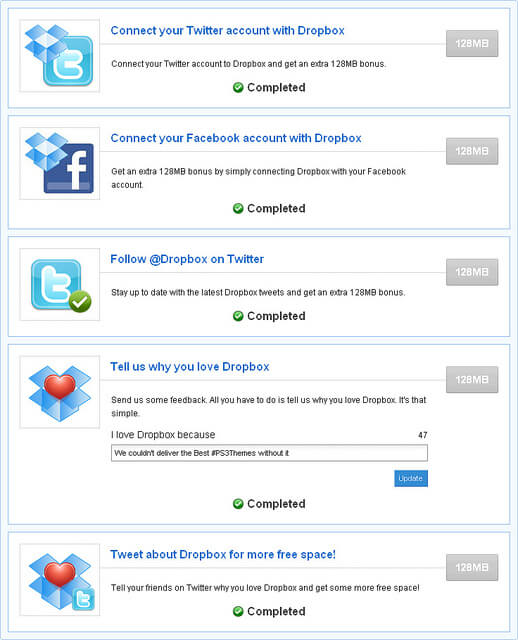 Connect your Twitter account with Dropbox
128MB
Connect your Twitter account to Dropbox and get an extra 128MB bonus.
Completed
Connect your Facebook account with Dropbox
128MB
Get an extra 128MB bonus by simply connecting Dropbox with your Facebook
account.
Completed
Follow @Dropbox on Twitter
128MB
Stay up to date with the latest Dropbox tweets and get an extra 128MB bonus.
Completed
Tell us why you love Dropbox
128MB
Send us some feedback. All you have to do is tell us why you love Dropbox. It's that
simple.
I love Dropbox because 47
We couldn't deliver the Best #PS3Themes without it
Update
Completed
Tweet about Dropbox for more free space!
128MB
Tell your friends on Twitter why you love Dropbox and get some more free space!
Completed